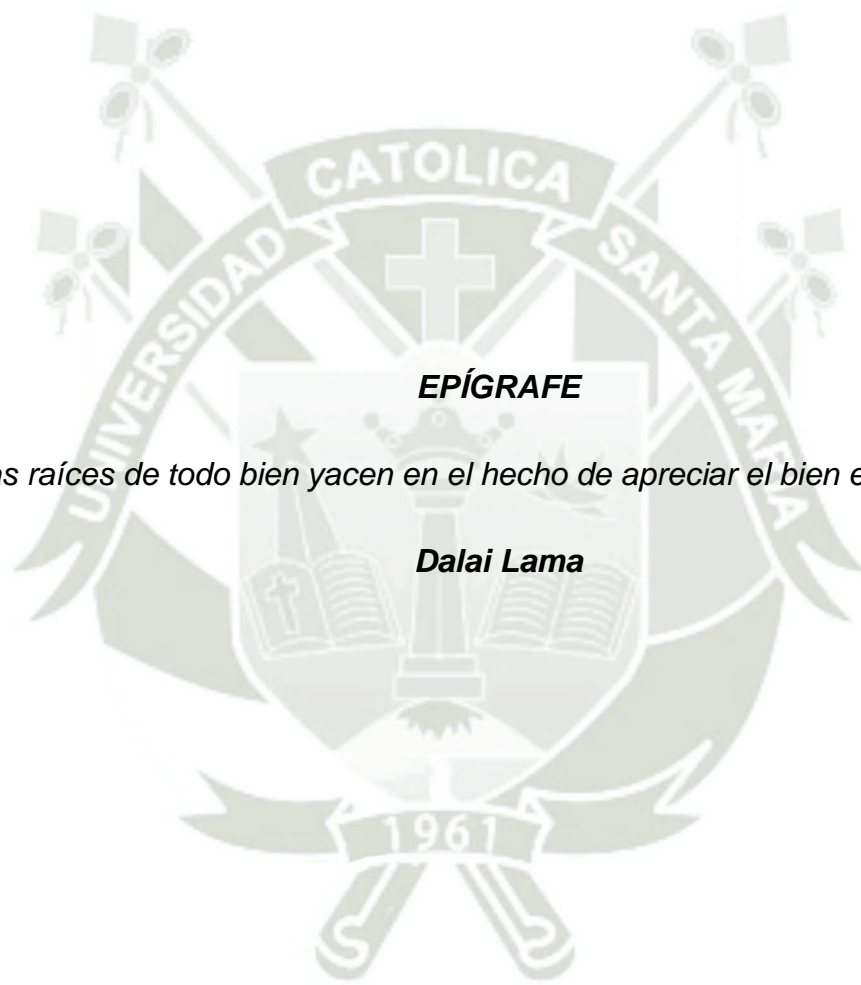 CATOLICA
UNIVERSIDAD
SANTA MARIA
EPÍGRAFE
raíces de todo bien yacen en el hecho de apreciar el bien
Dalai Lama
1961